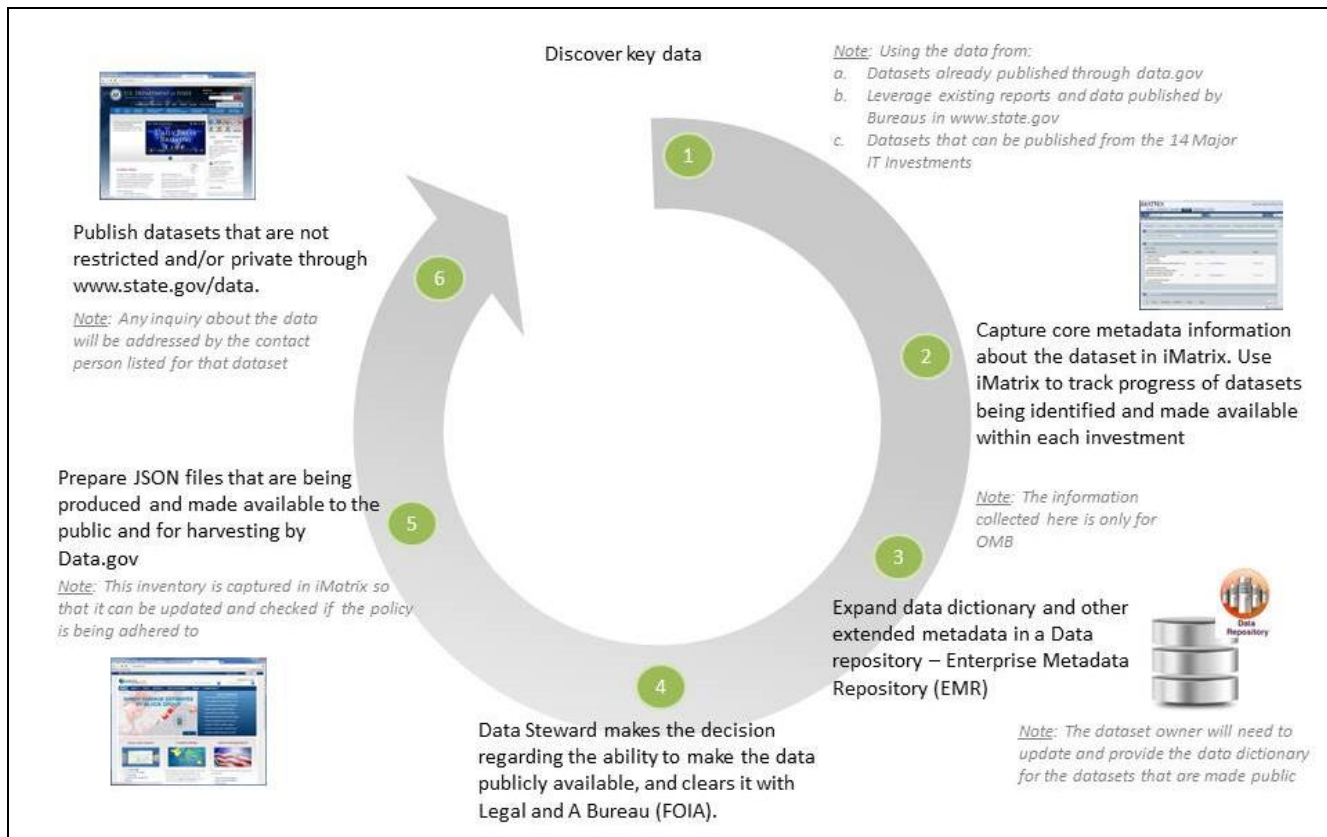 Discover key data
1
Note: Using the data from:
a. Datasets already published through data.gov
b. Leverage existing reports and data published by
Bureaus in www.state.gov
c. Datasets that can be published from the 14 Major
IT Investments
2
Capture core metadata information
about the dataset in iMatrix. Use
iMatrix to track progress of datasets
being identified and made available
within each investment
Note: The information
collected here is only for
OMB
3
Expand data dictionary and other
extended metadata in a Data
repository – Enterprise Metadata
Repository (EMR)
Data
Repository
Note: The dataset owner will need to
update and provide the data dictionary
for the datasets that are made public
4
Data Steward makes the decision
regarding the ability to make the data
publicly available, and clears it with
Legal and A Bureau (FOIA).
5
Prepare JSON files that are being
produced and made available to the
public and for harvesting by
Data.gov
Note: This inventory is captured in iMatrix so
that it can be updated and checked if the policy
is being adhered to
6
Publish datasets that are not
restricted and/or private through
www.state.gov/data.
Note: Any inquiry about the data
will be addressed by the contact
person listed for that dataset